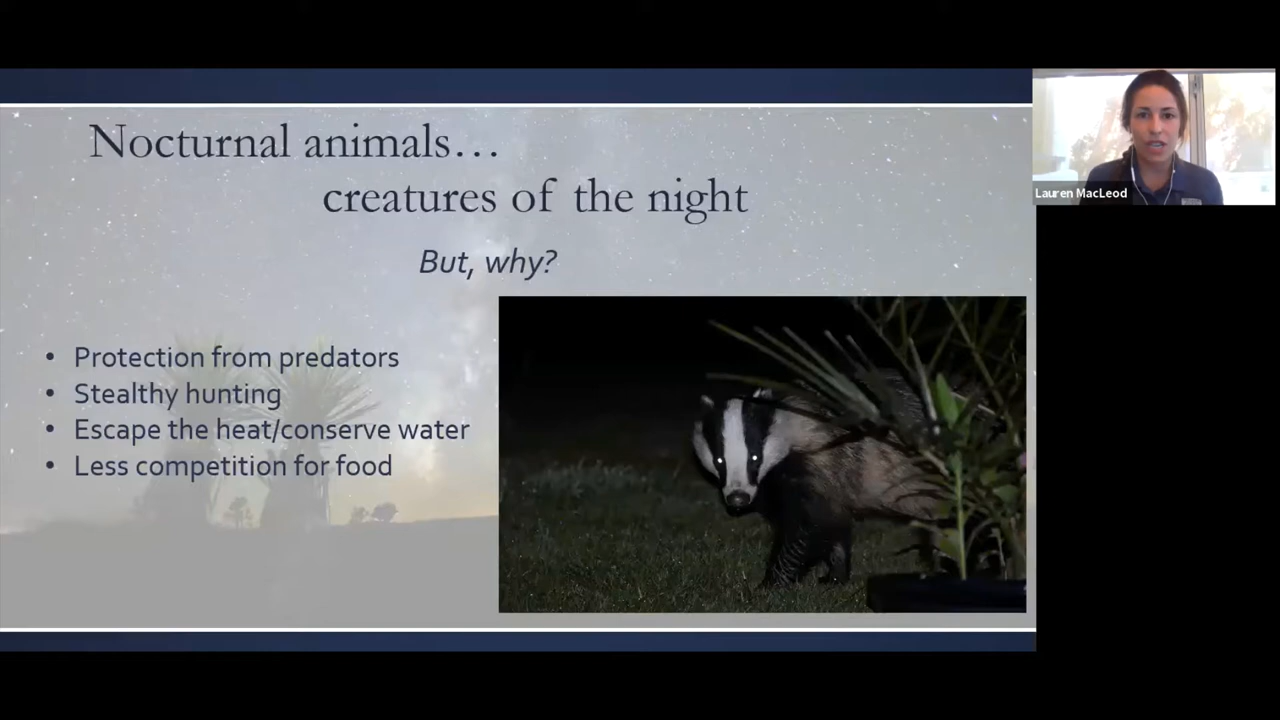 Nocturnal animals…
creatures of the night
But, why?
• Protection from predators
• Stealthy hunting
• Escape the heat/conserve water
• Less competition for food
Lauren MacLeod